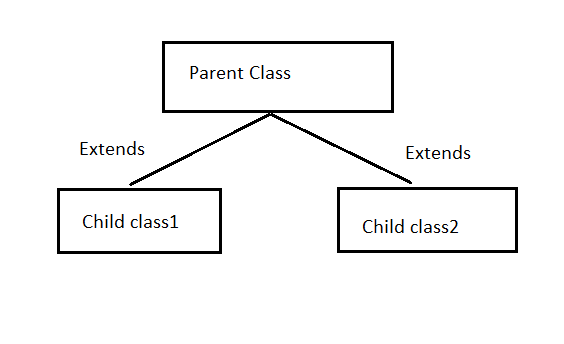 Parent Class
Extends
Extends
Child class1
Child class2